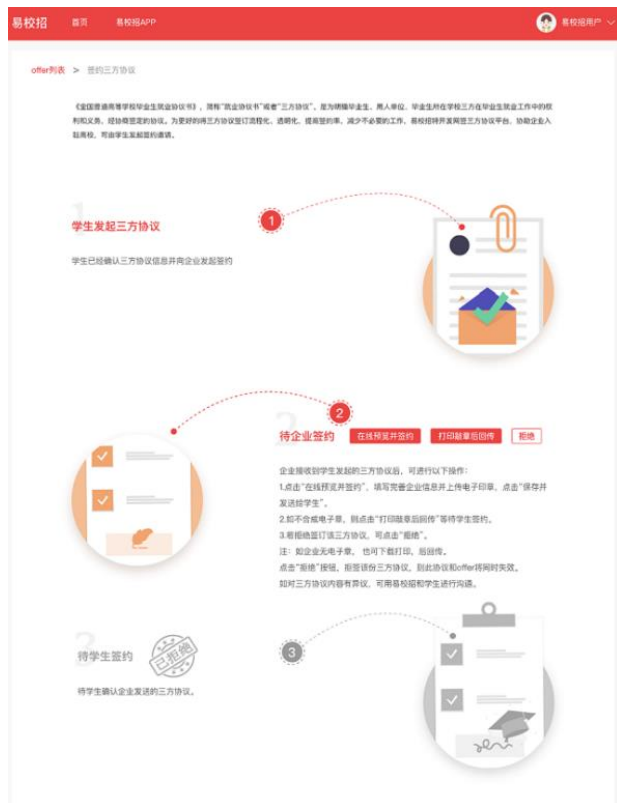 易校招 首页 易校招APP 易校招用户
offer列表 > 签约三方协议
《全国普通高等学校毕业生就业协议书》，简称“就业协议书”或者“三方协议”，是为明确毕业生、用人单位、毕业生所在学校三方在毕业生就业工作中的权
利和义务，经协商签定的协议。为更好的将三方协议签订流程化、透明化、提高签约率，减少不必要的工作，易校招特开发网签三方协议平台，协助企业入
驻高校，可由学生发起签约邀请。
1
学生发起三方协议
1
学生已经确认三方协议信息并向企业发起签约
2
2
待企业签约 在线预览并签约 打印敲章后回传 拒绝
企业接收到学生发起的三方协议后，可进行以下操作：
1.点击“在线预览并签约”，填写完善企业信息并上传电子印章，点击“保存并
发送给学生”。
2.如不合成电子章，则点击“打印敲章后回传”等待学生签约。
3.若拒绝签订该三方协议，可点击“拒绝”。
注：如企业无电子章， 也可下载打印，后回传。
点击“拒绝”按钮，拒签该份三方协议，则此协议和offer将同时失效。
如对三方协议内容有异议，可用易校招和学生进行沟通。
3
待学生签约 已拒绝
3
待学生确认企业发送的三方协议。